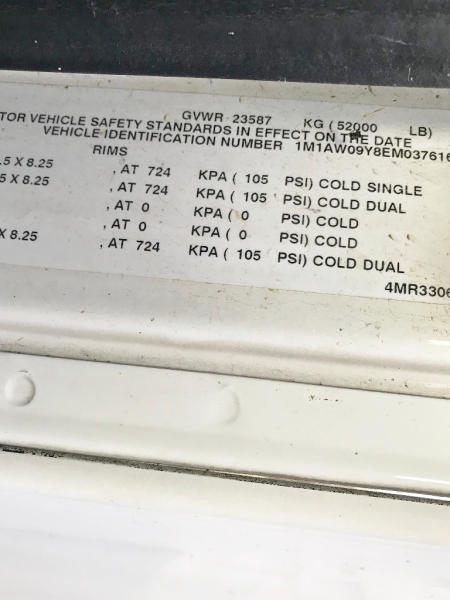 GVWR 23587 KG ( 52000 LB)
TOR VEHICLE SAFETY STANDARDS IN EFFECT ON THE DATE
VEHICLE IDENTIFICATION NUMBER 1M1AW09Y8EM037616
RIMS
.5 X 8.25 , AT 724 KPA ( 105 PSI) COLD SINGLE
.5 X 8.25 , AT 724 KPA ( 105 PSI) COLD DUAL
, AT 0 KPA ( 0 PSI) COLD
, AT 0 KPA ( 0 PSI) COLD
X 8.25 , AT 724 KPA ( 105 PSI) COLD DUAL
4MR3306